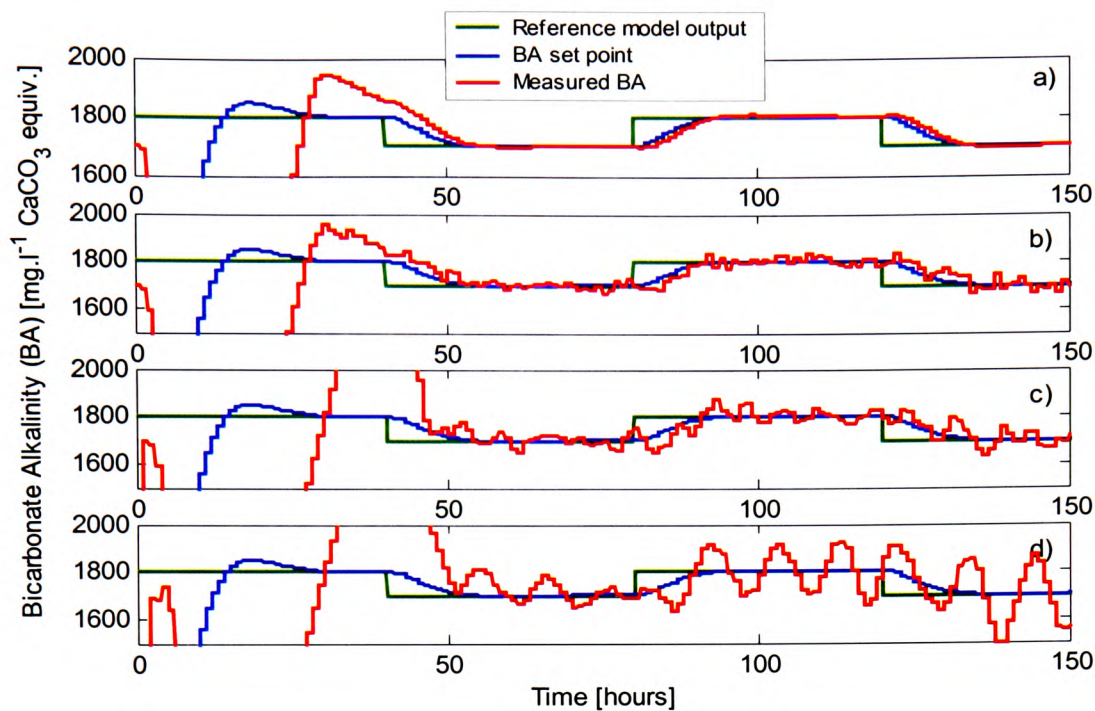 Reference model output
BA set point
Measured BA
Bicarbonate Alkalinity (BA) [mg.l⁻¹ CaCO₃ equiv.]
2000
1800
1600
a)
0 50 100 150
2000
1800
1600
b)
0 50 100 150
2000
1800
1600
c)
0 50 100 150
2000
1800
1600
d)
0 50 100 150
Time [hours]